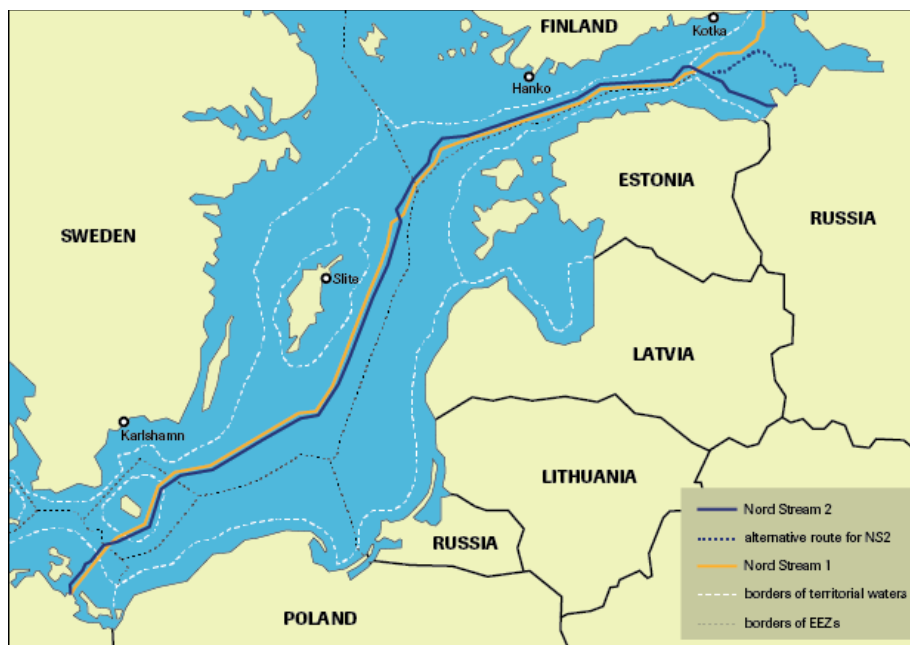 FINLAND
Kotka
Hanko
ESTONIA
RUSSIA
SWEDEN
Slite
LATVIA
Karlshamn
LITHUANIA
RUSSIA
POLAND
Nord Stream 2
alternative route for NS2
Nord Stream 1
borders of territorial waters
borders of EEZs